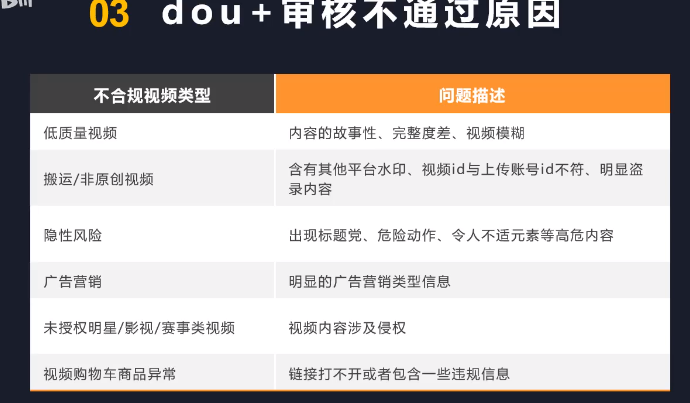 03 dou+审核不通过原因
不合规视频类型 问题描述
低质量视频 内容的故事性、完整度差、视频模糊
搬运/非原创视频 含有其他平台水印、视频id与上传账号id不符、明显盗
录内容
隐性风险 出现标题党、危险动作、令人不适元素等高危内容
广告营销 明显的广告营销类型信息
未授权明星/影视/赛事类视频 视频内容涉及侵权
视频购物车商品异常 链接打不开或者包含一些违规信息